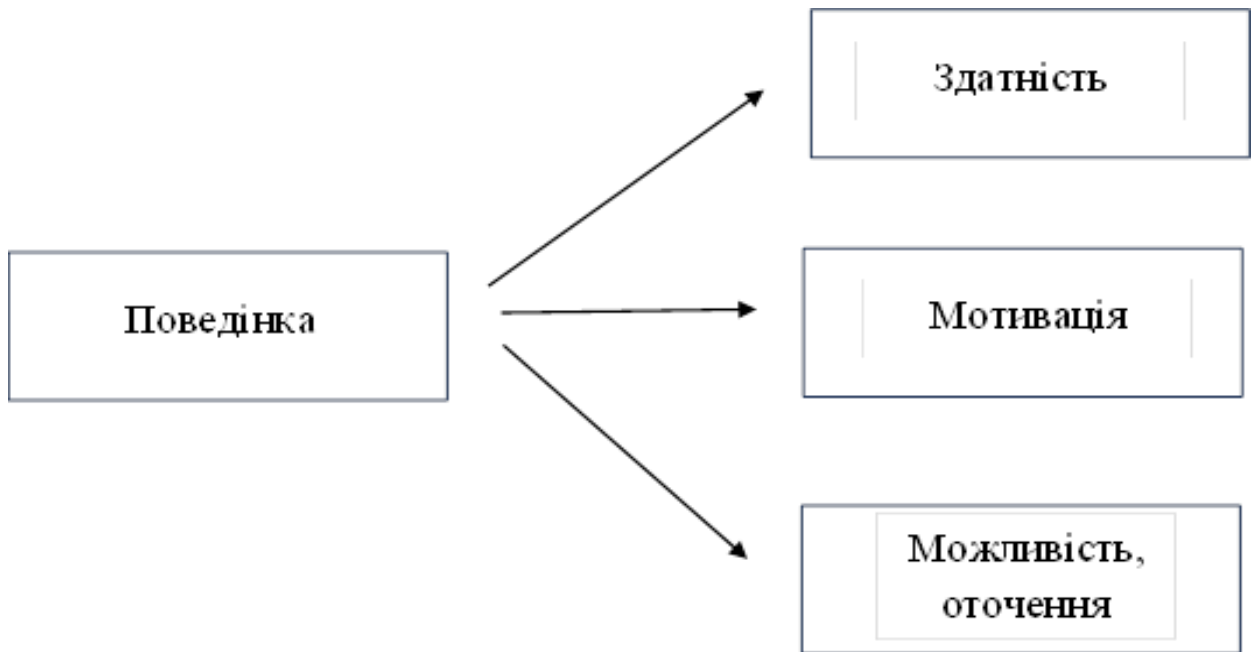 Здатність
Поведінка
Мотивація
Можливість,
оточення